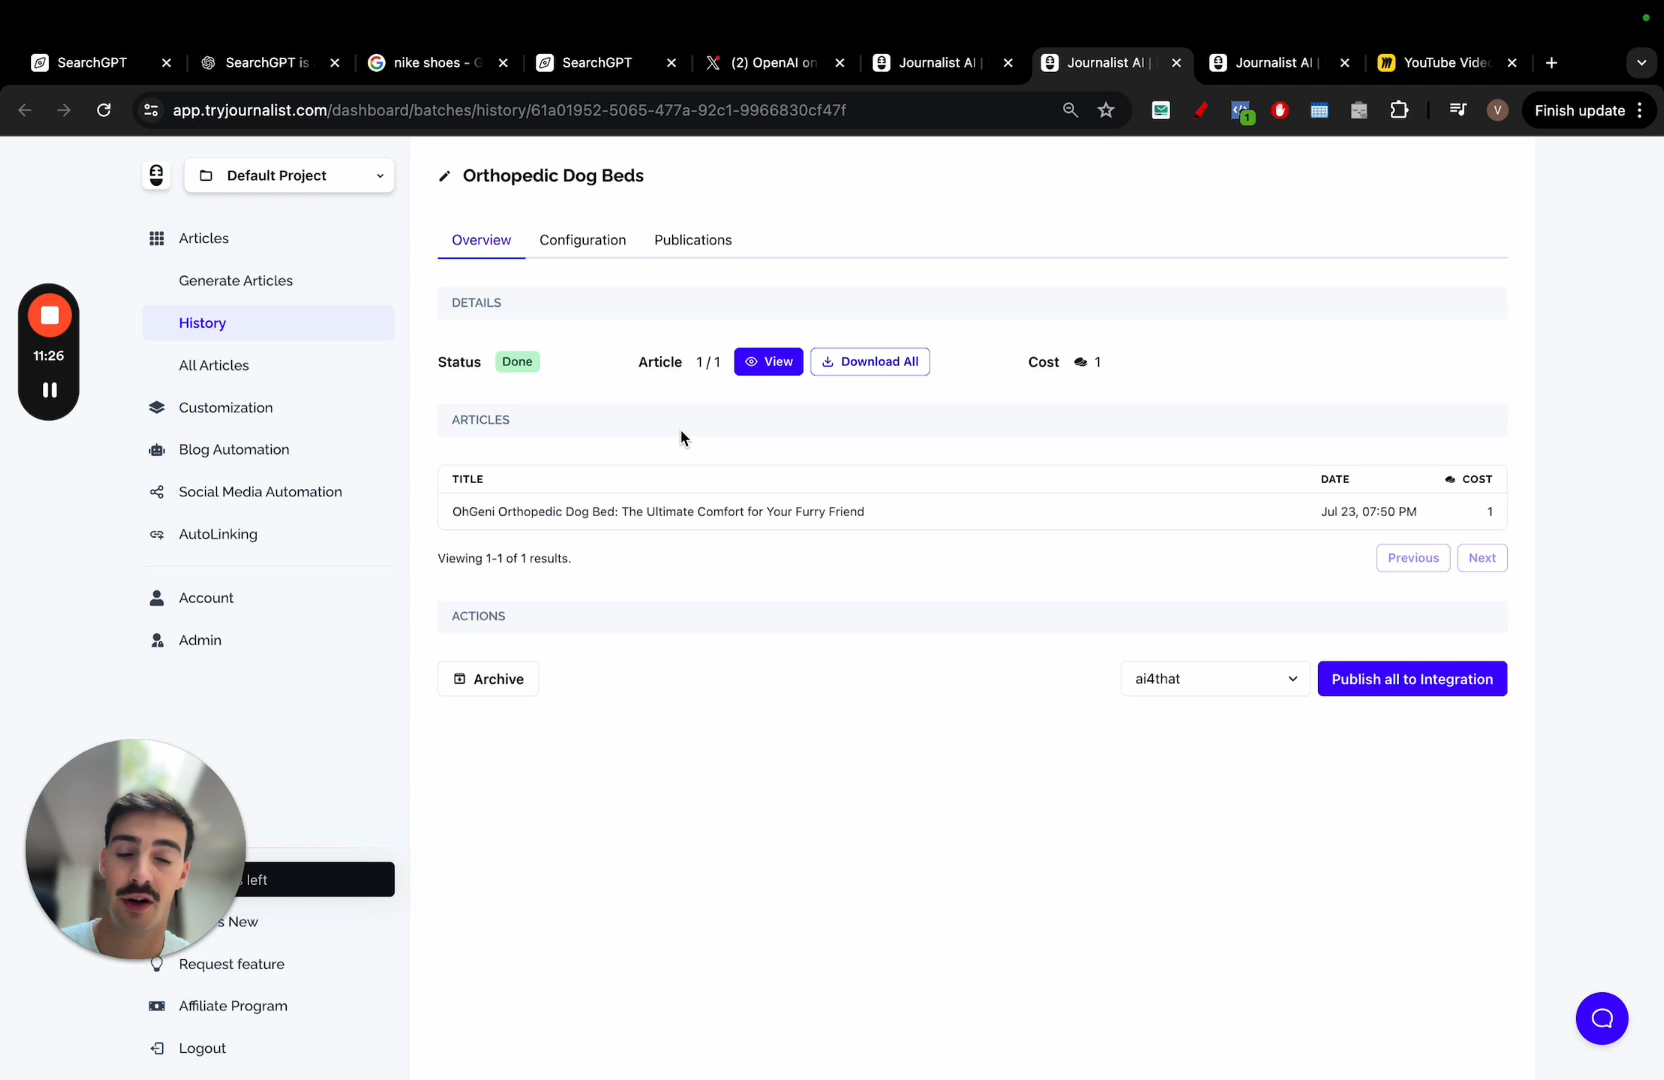 SearchGPT
SearchGPT is
nike shoes - G
SearchGPT
(2) OpenAI on
Journalist AI |
Journalist AI |
Journalist AI |
YouTube Vide
app.tryjournalist.com/dashboard/batches/history/61a01952-5065-477a-92c1-9966830cf47f
1
V
Finish update
Default Project
Orthopedic Dog Beds
Articles
Generate Articles
History
All Articles
Customization
Blog Automation
Social Media Automation
AutoLinking
Account
Admin
11:26
Overview
Configuration
Publications
DETAILS
Status
Done
Article 1 / 1
View
Download All
Cost
1
ARTICLES
TITLE
DATE
COST
OhGeni Orthopedic Dog Bed: The Ultimate Comfort for Your Furry Friend
Jul 23, 07:50 PM
1
Viewing 1-1 of 1 results.
Previous
Next
ACTIONS
Archive
ai4that
Publish all to Integration
s left
s New
Request feature
Affiliate Program
Logout